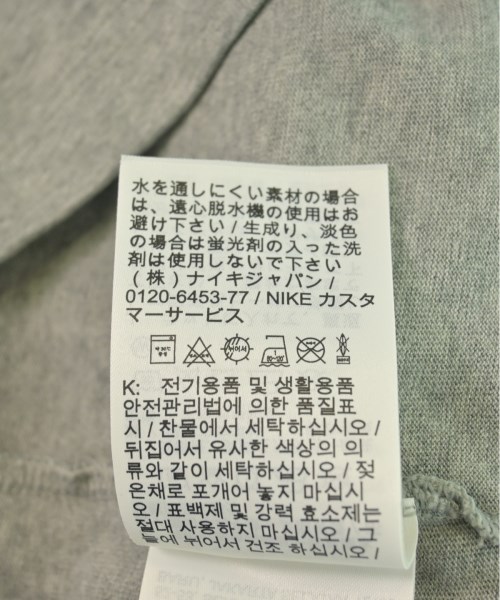 水を通しにくい素材の場合
は、遠心脱水機の使用はお
避け下さい / 生成り、淡色
の場合は蛍光剤の入った洗
剤は使用しないで下さい
(株)ナイキジャパン /
0120-6453-77 / NIKE カスタ
マーサービス
K: 전기용품 및 생활용품
안전관리법에 의한 품질표
시 / 찬물에서 세탁하십시오 /
뒤집어서 유사한 색상의 의
류와 같이 세탁하십시오 / 젖
은채로 포개어 놓지 마십시
오 / 표백제 및 강력 효소제는
절대 사용하지 마십시오 / 그
늘에 뉘어서 건조 하십시오 /